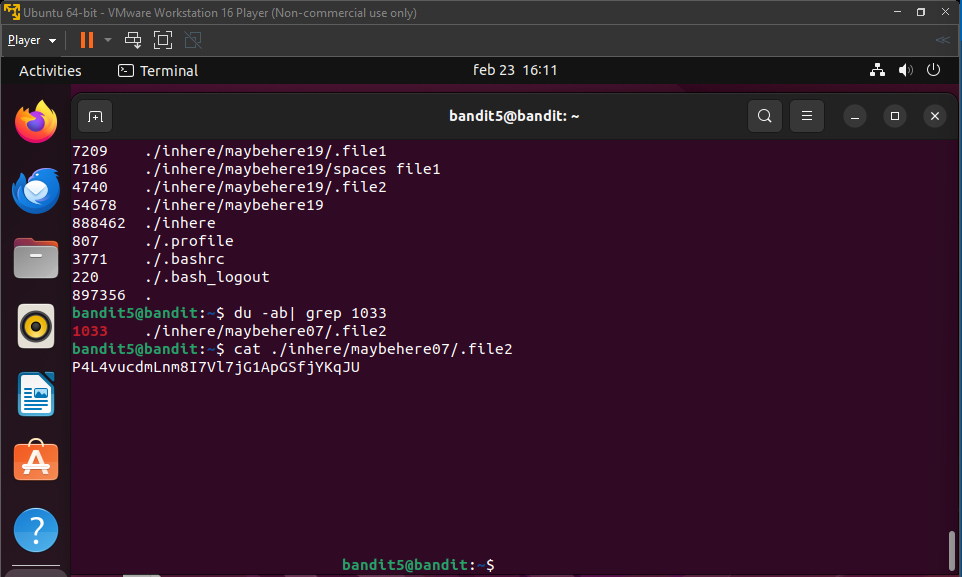 Ubuntu 64-bit - VMware Workstation 16 Player (Non-commercial use only)
Player
Activities
Terminal
feb 23 16:11
bandit5@bandit: ~
7209 ./inhere/maybehere19/.file1
7186 ./inhere/maybehere19/spaces file1
4740 ./inhere/maybehere19/.file2
54678 ./inhere/maybehere19
888462 ./inhere
807 ./.profile
3771 ./.bashrc
220 ./.bash_logout
897356 .
bandit5@bandit:~$ du -ab| grep 1033
1033 ./inhere/maybehere07/.file2
bandit5@bandit:~$ cat ./inhere/maybehere07/.file2
P4L4vucdmLnm8I7Vl7jG1ApGSfjYKqJU
bandit5@bandit:~$